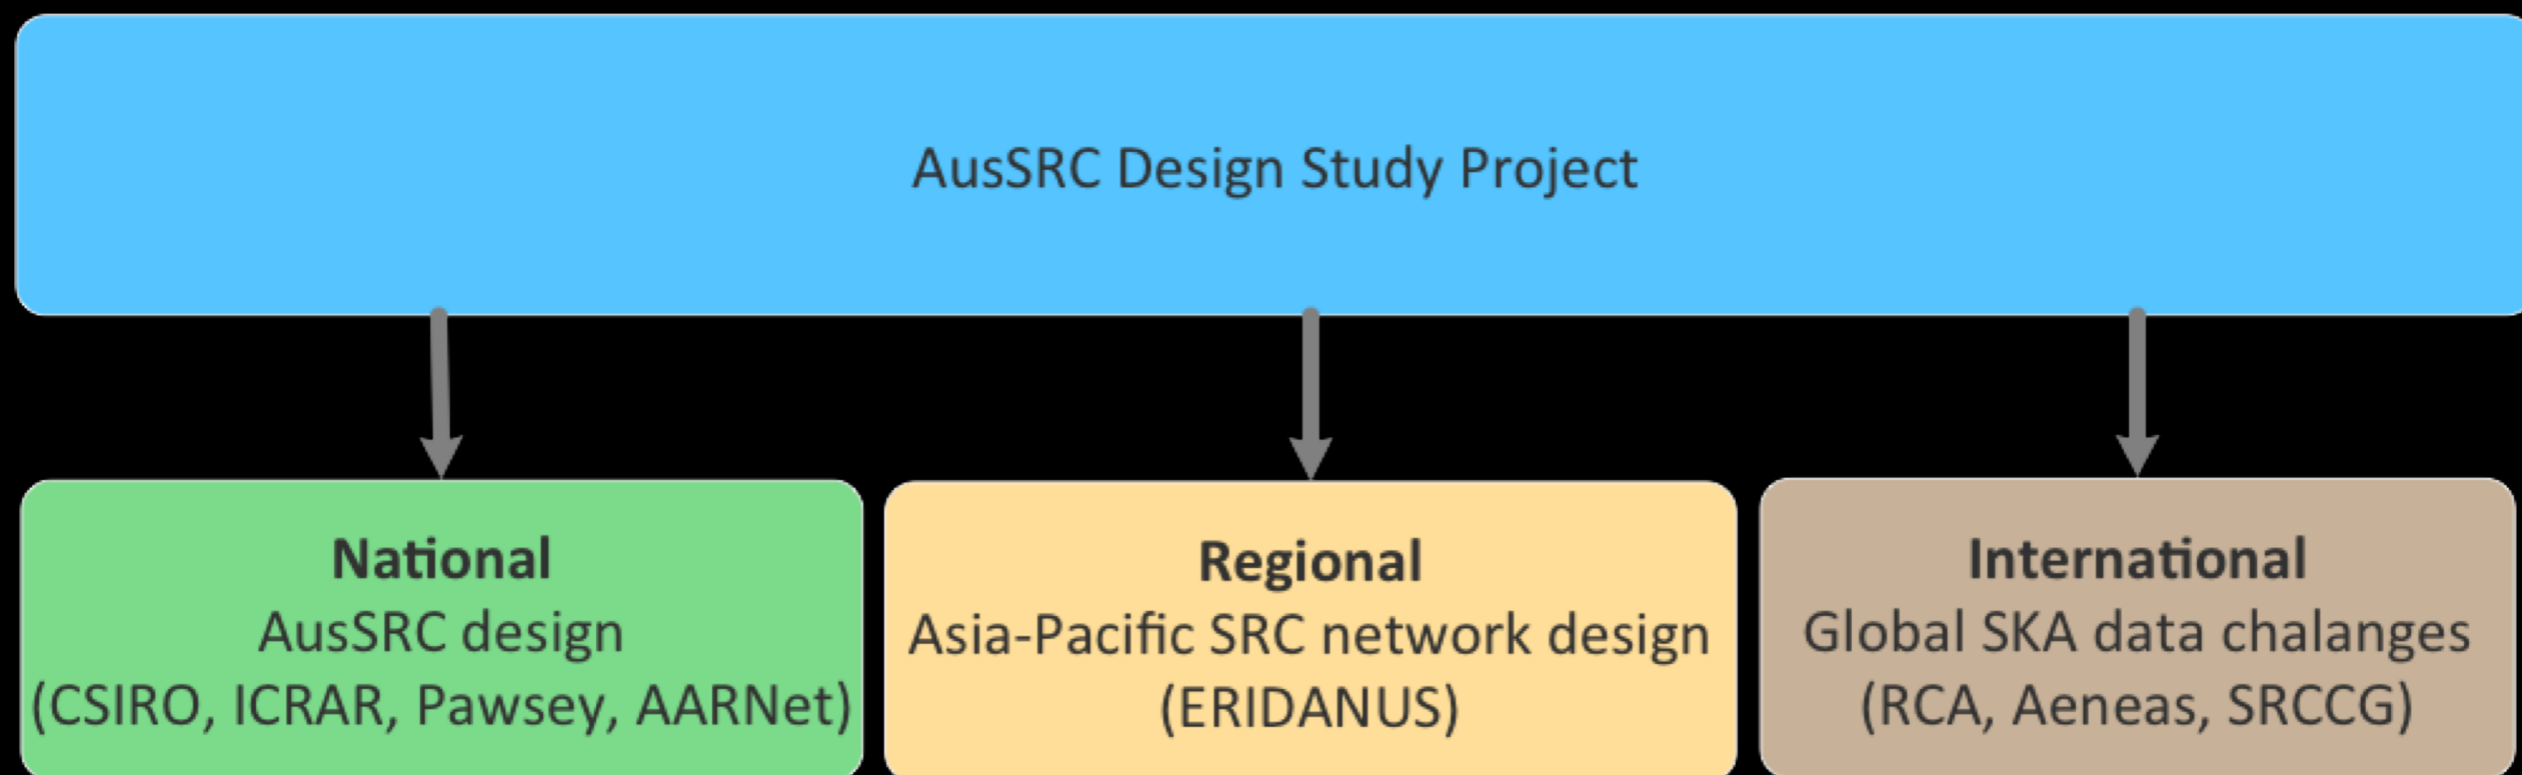 AusSRC Design Study Project
National
AusSRC design
(CSIRO, ICRAR, Pawsey, AARNet)
Regional
Asia-Pacific SRC network design
(ERIDANUS)
International
Global SKA data chalanges
(RCA, Aeneas, SRCCG)